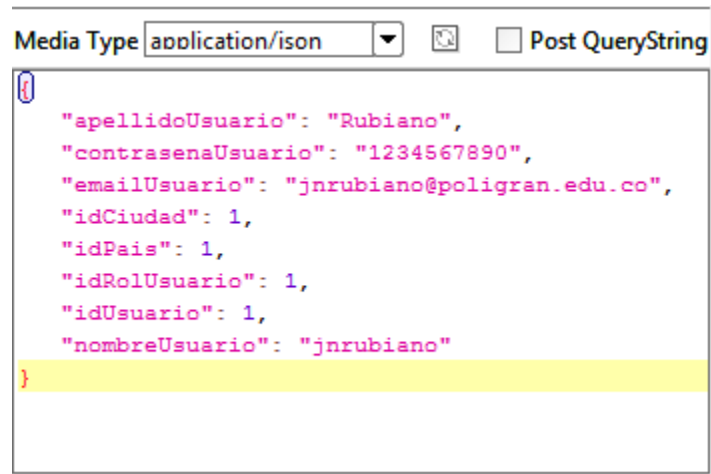 Media Type application/json Post QueryString
{
"apellidoUsuario": "Rubiano",
"contrasenaUsuario": "1234567890",
"emailUsuario": "jnrubiano@poligran.edu.co",
"idCiudad": 1,
"idPais": 1,
"idRolUsuario": 1,
"idUsuario": 1,
"nombreUsuario": "jnrubiano"
}